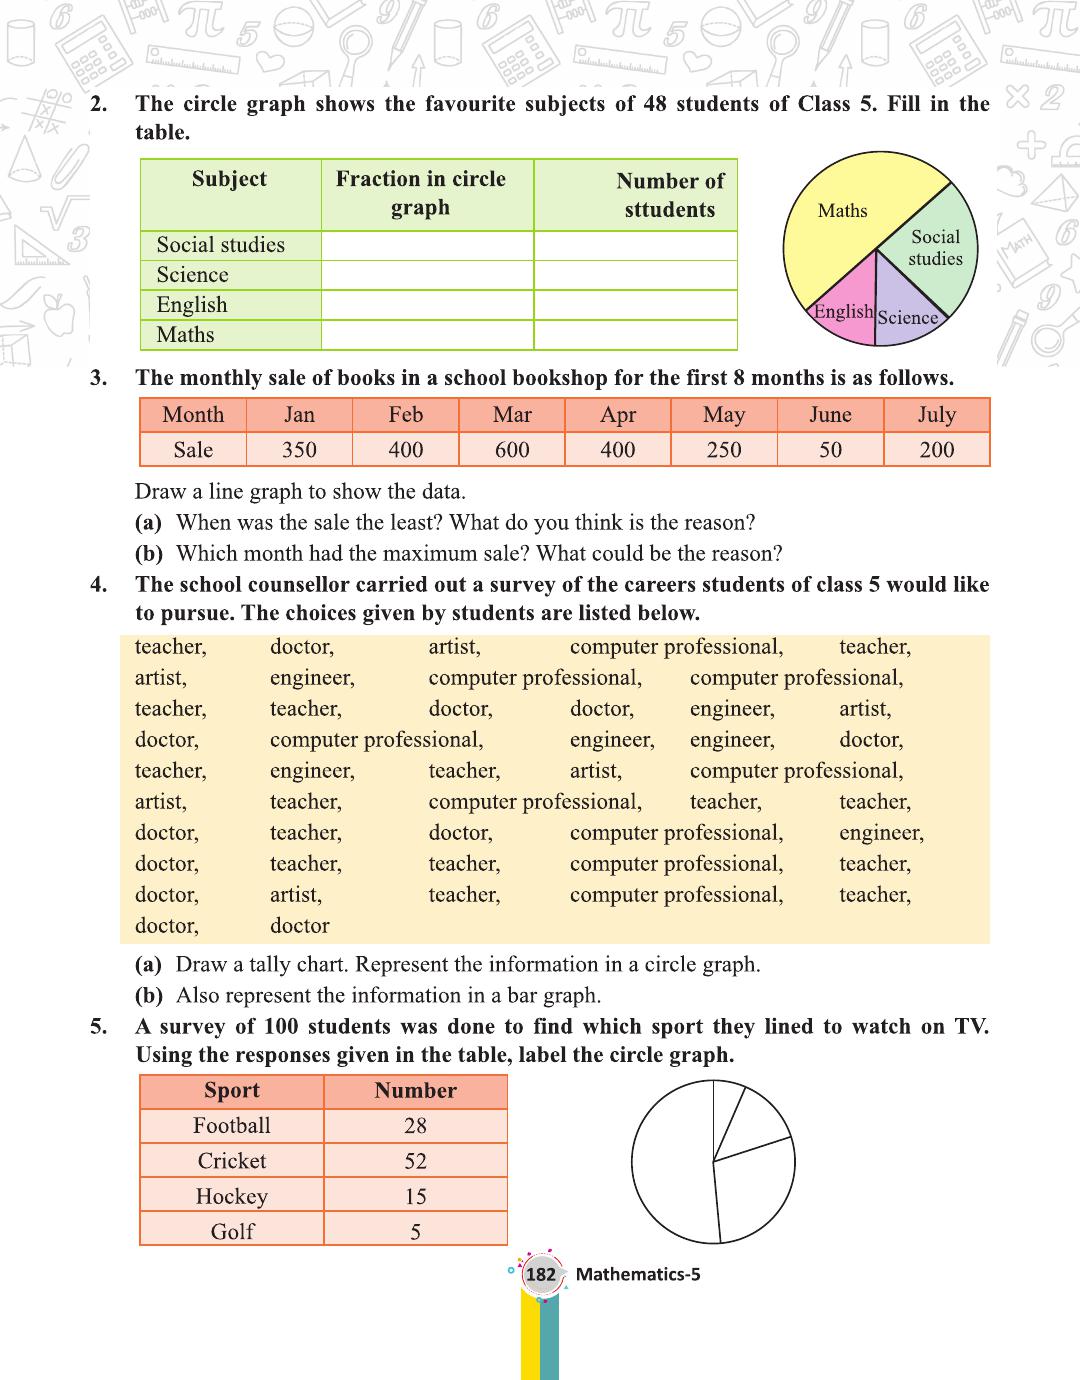 2. The circle graph shows the favourite subjects of 48 students of Class 5. Fill in the
table.
Subject Fraction in circle Number of
graph sttudents
Social studies
Science
English
Maths
Maths
Social
studies
English Science
3. The monthly sale of books in a school bookshop for the first 8 months is as follows.
Month Jan Feb Mar Apr May June July
Sale 350 400 600 400 250 50 200
Draw a line graph to show the data.
(a) When was the sale the least? What do you think is the reason?
(b) Which month had the maximum sale? What could be the reason?
4. The school counsellor carried out a survey of the careers students of class 5 would like
to pursue. The choices given by students are listed below.
teacher, doctor, artist, computer professional, teacher,
artist, engineer, computer professional, computer professional,
teacher, teacher, doctor, doctor, engineer, artist,
doctor, computer professional, engineer, engineer, doctor,
teacher, engineer, teacher, artist, computer professional,
artist, teacher, computer professional, teacher, teacher,
doctor, teacher, doctor, computer professional, engineer,
doctor, teacher, teacher, computer professional, teacher,
doctor, artist, teacher, computer professional, teacher,
doctor, doctor
(a) Draw a tally chart. Represent the information in a circle graph.
(b) Also represent the information in a bar graph.
5. A survey of 100 students was done to find which sport they lined to watch on TV.
Using the responses given in the table, label the circle graph.
Sport Number
Football 28
Cricket 52
Hockey 15
Golf 5
182 Mathematics-5